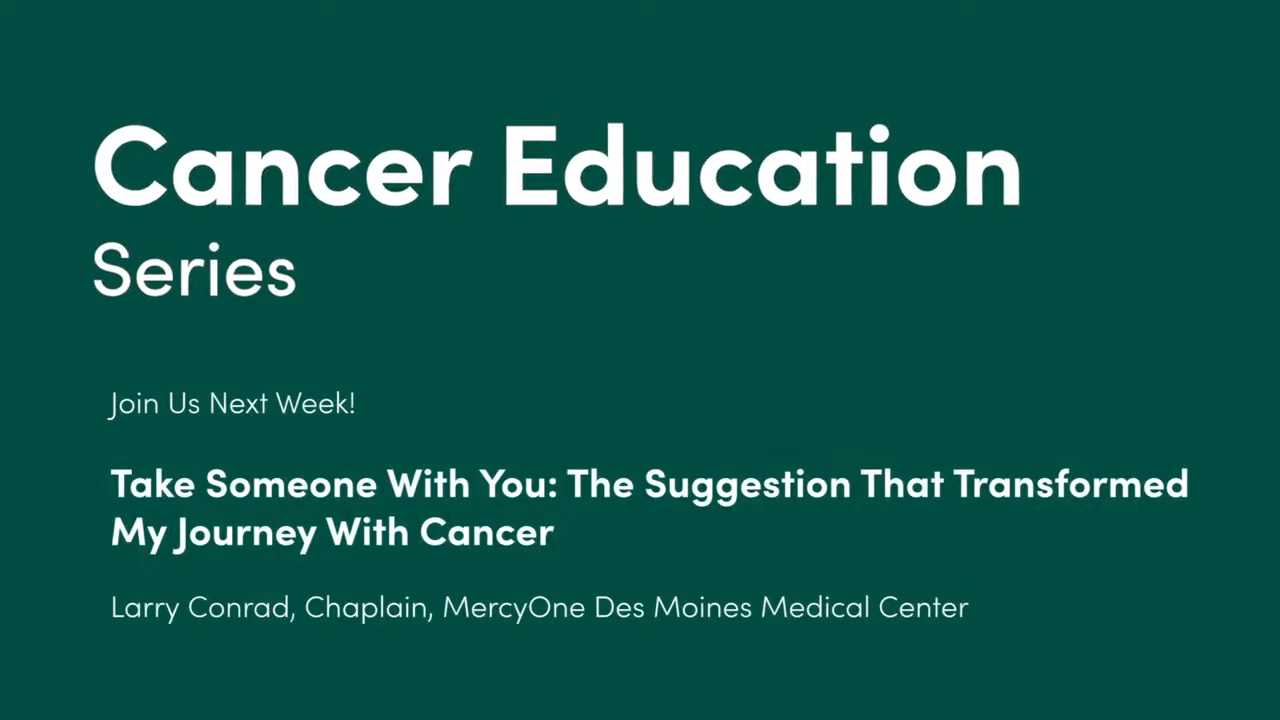 Cancer Education
Series
Join Us Next Week!
Take Someone With You: The Suggestion That Transformed
My Journey With Cancer
Larry Conrad, Chaplain, MercyOne Des Moines Medical Center